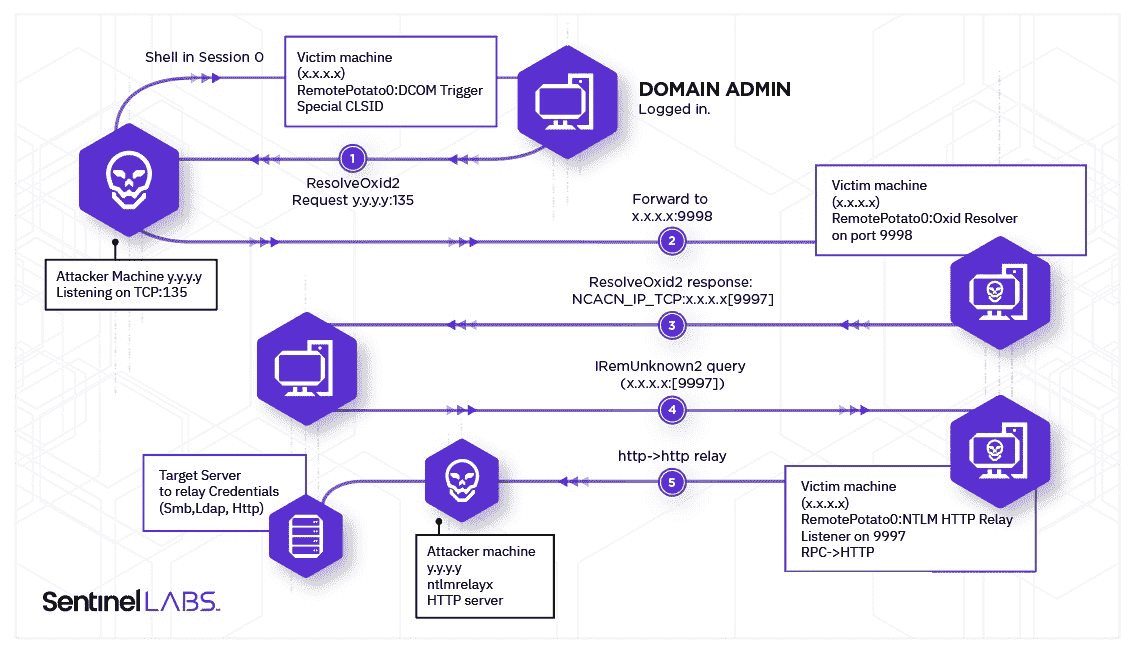 Shell in Session 0
Victim machine
(x.x.x.x)
RemotePotato0:DCOM Trigger
Special CLSID
DOMAIN ADMIN
Logged in.
1
ResolveOxid2
Request y.y.y.y:135
Attacker Machine y.y.y.y
Listening on TCP:135
Forward to
x.x.x.x:9998
2
Victim machine
(x.x.x.x)
RemotePotato0:Oxid Resolver
on port 9998
ResolveOxid2 response:
NCACN_IP_TCP:x.x.x.x[9997]
3
IRemUnknown2 query
(x.x.x.x:[9997])
4
http->http relay
5
Victim machine
(x.x.x.x)
RemotePotato0:NTLM HTTP Relay
Listener on 9997
RPC->HTTP
Target Server
to relay Credentials
(Smb,Ldap, Http)
Attacker machine
y.y.y.y
ntlmrelayx
HTTP server
SentinelLABS